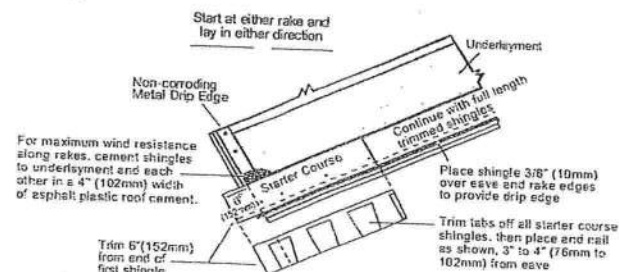 Start at either rake and
lay in either direction
Underlayment
Non-corroding
Metal Drip Edge
Continue with full length
trimmed shingles
For maximum wind resistance
along rakes, cement shingles
to underlayment and each
other in a 4" (102mm) width
of asphalt plastic roof cement.
Starter Course
6"
(152mm)
Place shingle 3/8" (10mm)
over eave and rake edges
to provide drip edge
Trim 6"(152mm)
from end of
first shingle
Trim tabs off all starter course
shingles, then place and nail
as shown, 3" to 4" (76mm to
102mm) from eave